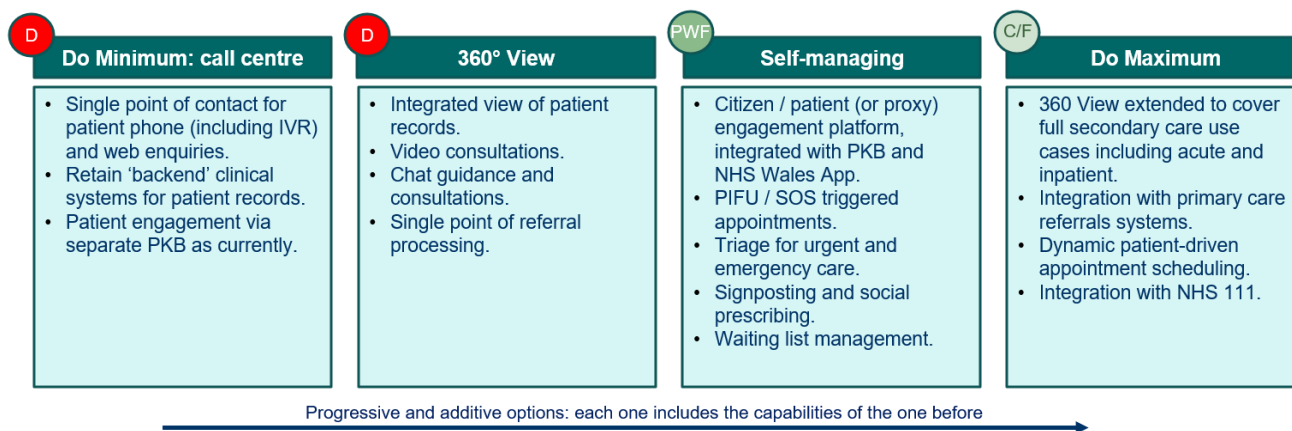 D
Do Minimum: call centre
• Single point of contact for
patient phone (including IVR)
and web enquiries.
• Retain ‘backend’ clinical
systems for patient records.
• Patient engagement via
separate PKB as currently.
D
360° View
• Integrated view of patient
records.
• Video consultations.
• Chat guidance and
consultations.
• Single point of referral
processing.
PWF
Self-managing
• Citizen / patient (or proxy)
engagement platform,
integrated with PKB and
NHS Wales App.
• PIFU / SOS triggered
appointments.
• Triage for urgent and
emergency care.
• Signposting and social
prescribing.
• Waiting list management.
C/F
Do Maximum
• 360 View extended to cover
full secondary care use
cases including acute and
inpatient.
• Integration with primary care
referrals systems.
• Dynamic patient-driven
appointment scheduling.
• Integration with NHS 111.
Progressive and additive options: each one includes the capabilities of the one before